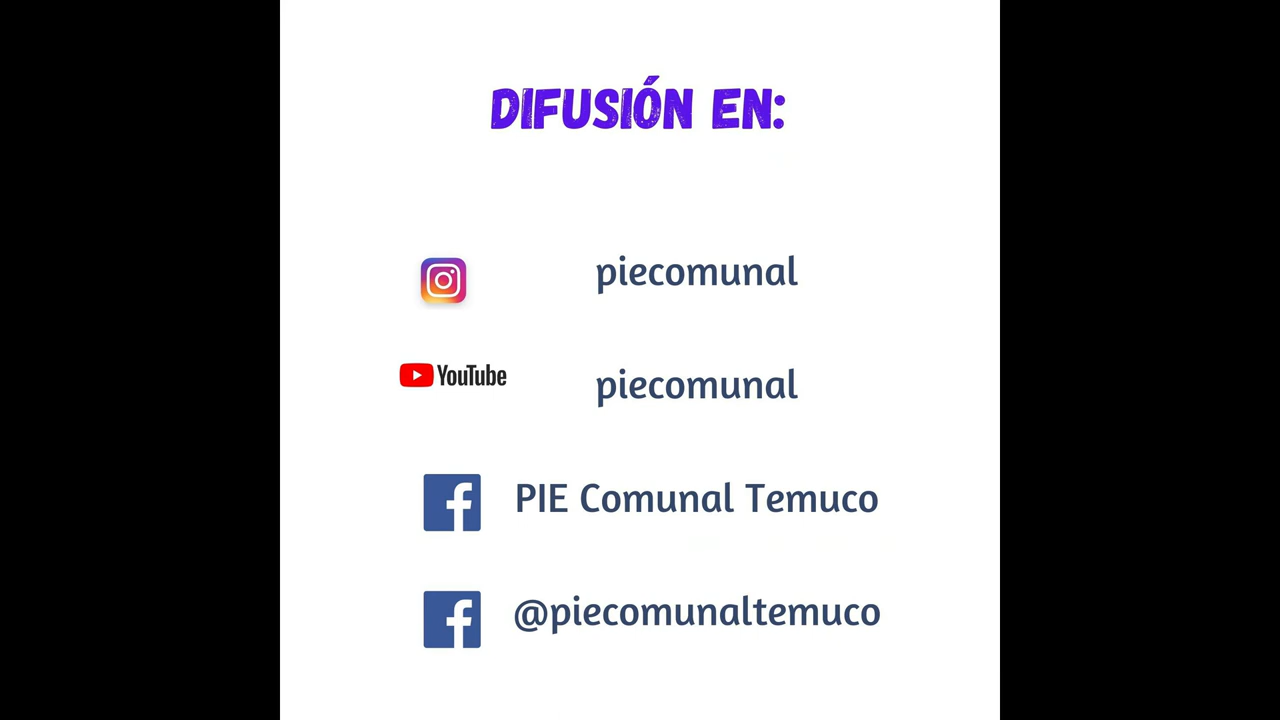 DIFUSIÓN EN:
piecomunal
YouTube piecomunal
PIE Comunal Temuco
@piecomunaltemuco